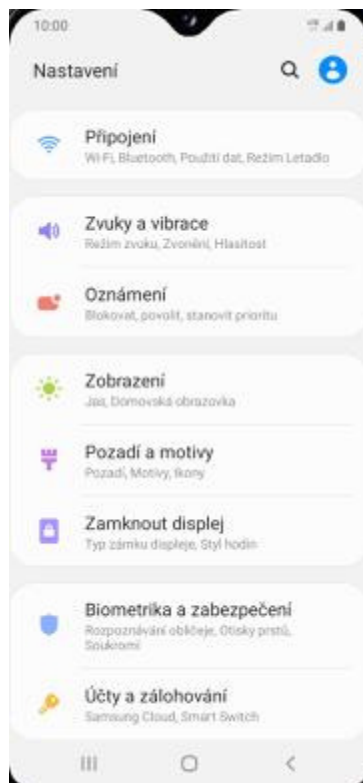 10:00
Nastavení
Připojení
Wi-Fi, Bluetooth, Použití dat, Režim Letadlo
Zvuky a vibrace
Režim zvuku, Zvonění, Hlasitost
Oznámení
Blokovat, povolit, stanovit prioritu
Zobrazení
Jas, Domovská obrazovka
Pozadí a motivy
Pozadí, Motivy, Ikony
Zamknout displej
Typ zámku displeje, Styl hodin
Biometrika a zabezpečení
Rozpoznávání obličeje, Otisky prstů,
Soukromí
Účty a zálohování
Samsung Cloud, Smart Switch